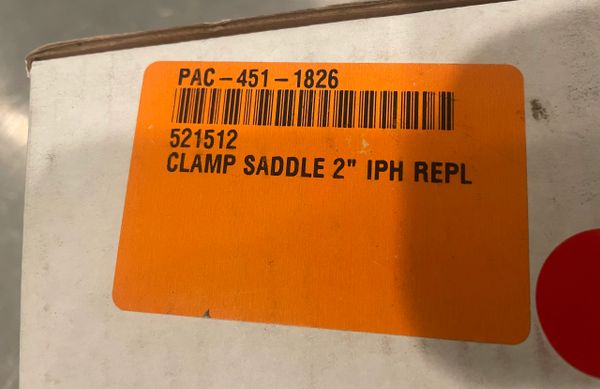 PAC-451-1826
521512
CLAMP SADDLE 2" IPH REPL